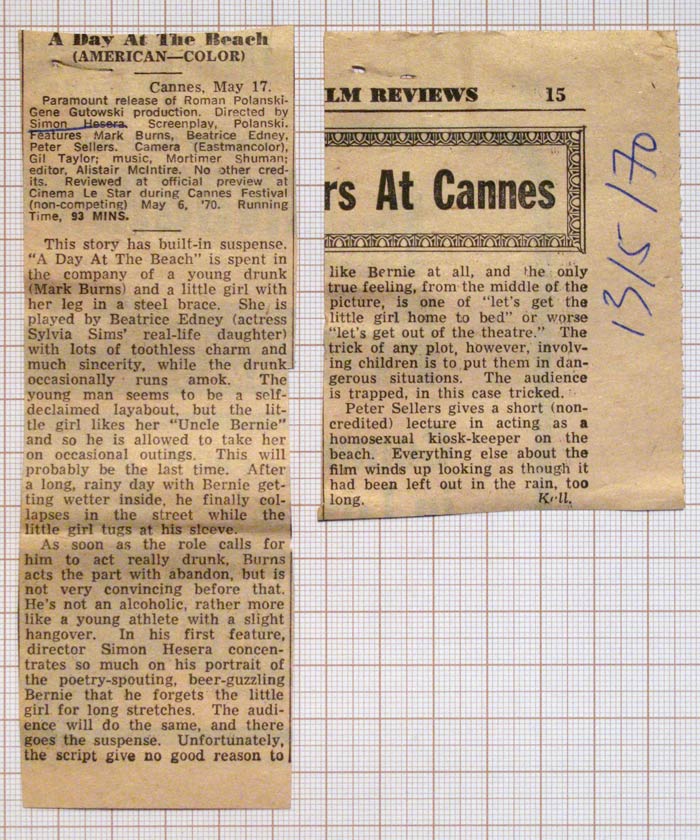 A Day At The Beach
(AMERICAN—COLOR)
Cannes, May 17.
Paramount release of Roman Polanski-
Gene Gutowski production. Directed by
Simon Hesera. Screenplay, Polanski.
Features Mark Burns, Beatrice Edney,
Peter Sellers. Camera (Eastmancolor),
Gil Taylor; music, Mortimer Shuman;
editor, Alistair McIntire. No other cred-
its. Reviewed at official preview at
Cinema Le Star during Cannes Festival
(non-competing) May 6, '70. Running
Time, 93 MINS.
This story has built-in suspense.
"A Day At The Beach" is spent in
the company of a young drunk
(Mark Burns) and a little girl with
her leg in a steel brace. She is
played by Beatrice Edney (actress
Sylvia Sims' real-life daughter)
with lots of toothless charm and
much sincerity, while the drunk
occasionally runs amok. The
young man seems to be a self-
declaimed layabout, but the lit-
tle girl likes her "Uncle Bernie"
and so he is allowed to take her
on occasional outings. This will
probably be the last time. After
a long, rainy day with Bernie get-
ting wetter inside, he finally col-
lapses in the street while the
little girl tugs at his sleeve.
As soon as the role calls for
him to act really drunk, Burns
acts the part with abandon, but is
not very convincing before that.
He's not an alcoholic, rather more
like a young athlete with a slight
hangover. In his first feature,
director Simon Hesera concen-
trates so much on his portrait of
the poetry-spouting, beer-guzzling
Bernie that he forgets the little
girl for long stretches. The audi-
ence will do the same, and there
goes the suspense. Unfortunately,
the script give no good reason to
LM REVIEWS 15
rs At Cannes
like Bernie at all, and the only
true feeling, from the middle of the
picture, is one of "let's get the
little girl home to bed" or worse
"let's get out of the theatre." The
trick of any plot, however, involv-
ing children is to put them in dan-
gerous situations. The audience
is trapped, in this case tricked.
Peter Sellers gives a short (non-
credited) lecture in acting as a
homosexual kiosk-keeper on the
beach. Everything else about the
film winds up looking as though it
had been left out in the rain, too
long.
13/5/70